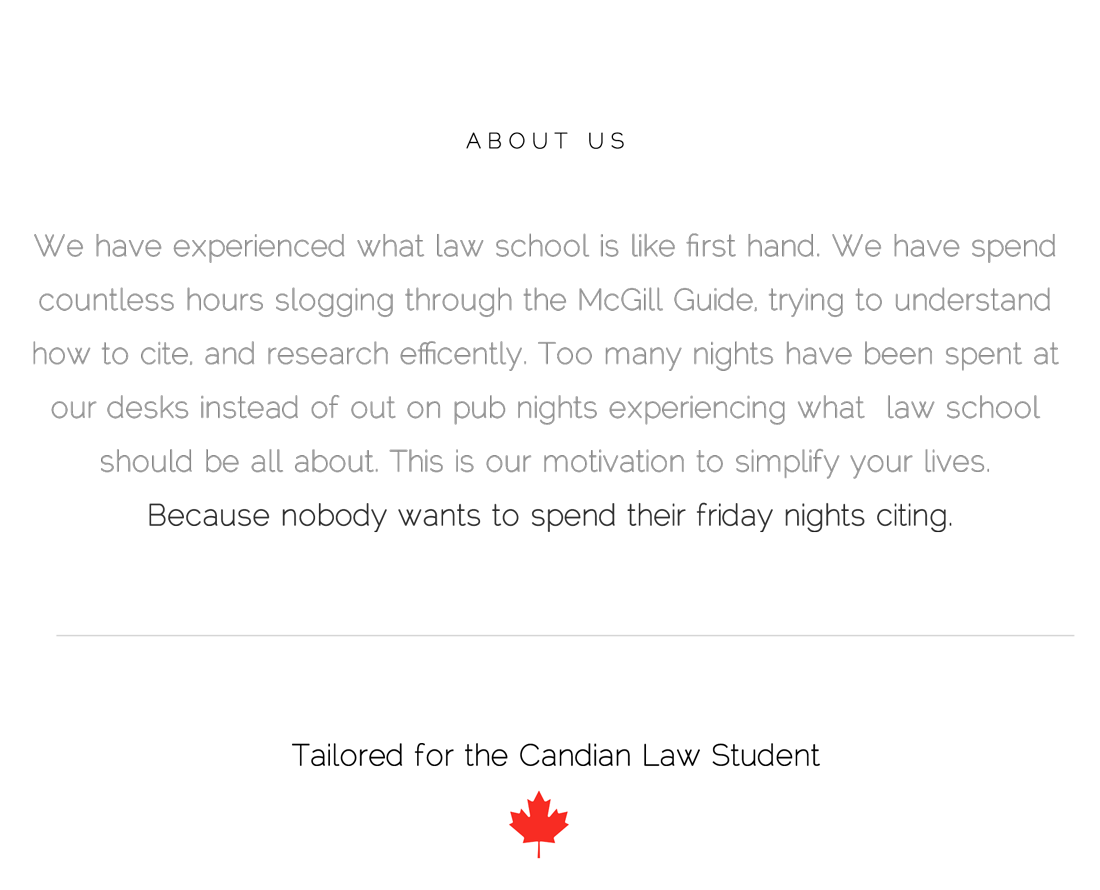 ABOUT US
We have experienced what law school is like first hand. We have spend
countless hours slogging through the McGill Guide, trying to understand
how to cite, and research efficently. Too many nights have been spent at
our desks instead of out on pub nights experiencing what law school
should be all about. This is our motivation to simplify your lives.
Because nobody wants to spend their friday nights citing.
Tailored for the Candian Law Student